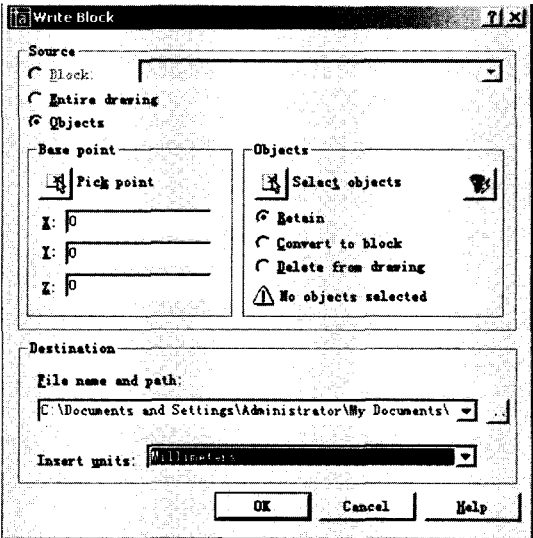 Write Block
Source
Block:
Entire drawing
Objects
Base point
Pick point
X: 0
Y: 0
Z: 0
Objects
Select objects
Retain
Convert to block
Delete from drawing
No objects selected
Destination
File name and path:
C:\Documents and Settings\Administrator\My Documents\
...
Insert units: Millimeters
OK Cancel Help